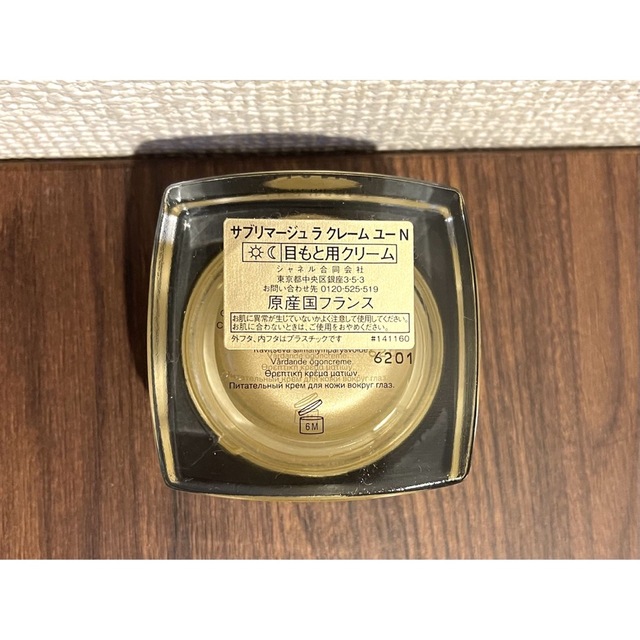 サプリマージュ ラ クレーム ユー N
目もと用クリーム
シャネル合同会社
東京都中央区銀座3-5-3
お問い合わせ先 0120-525-519
原産国フランス
お肌に異常が生じていないかよく注意して使用してください。
お肌に合わないときは、ご使用をおやめください。
外フタ、内フタはプラスチックです #141160
6201
Vårdande ögoncreme.
Θρεπτική κρέμα ματιών.
Питательный крем для кожи вокруг глаз.
6M